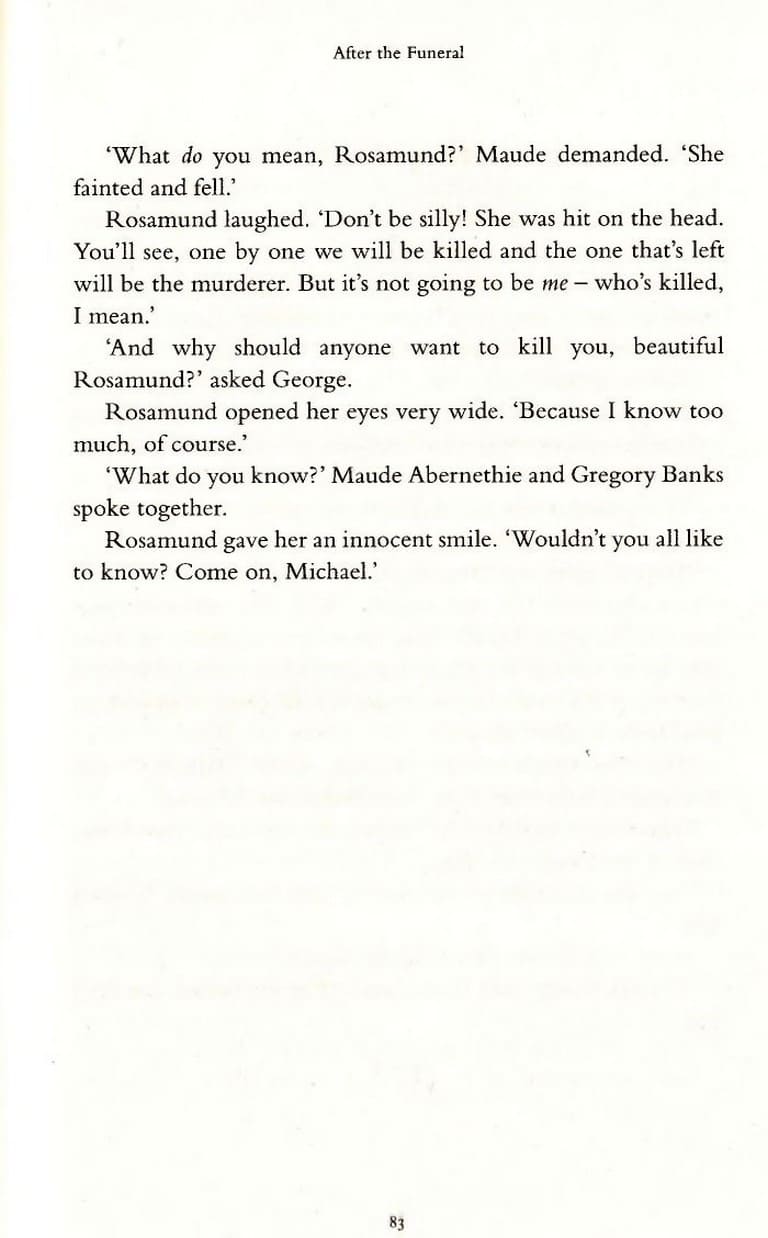 After the Funeral
‘What do you mean, Rosamund?’ Maude demanded. ‘She
fainted and fell.’
Rosamund laughed. ‘Don’t be silly! She was hit on the head.
You’ll see, one by one we will be killed and the one that’s left
will be the murderer. But it’s not going to be me – who’s killed,
I mean.’
‘And why should anyone want to kill you, beautiful
Rosamund?’ asked George.
Rosamund opened her eyes very wide. ‘Because I know too
much, of course.’
‘What do you know?’ Maude Abernethie and Gregory Banks
spoke together.
Rosamund gave her an innocent smile. ‘Wouldn’t you all like
to know? Come on, Michael.’
83